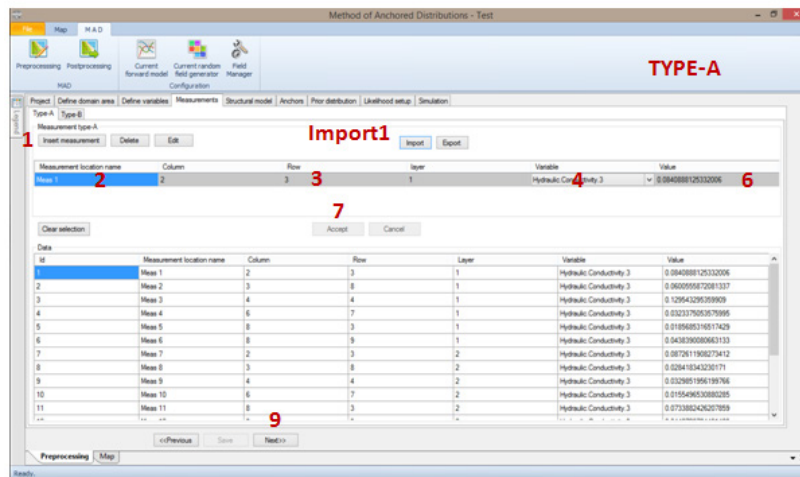 Method of Anchored Distributions - Test
File Map M A D
Preprocessing Postprocessing Current forward model Current random field generator Field Manager
MAD Configuration
TYPE-A
Legend
Project Define domain area Define variables Measurements Structural model Anchors Prior distribution Likelihood setup Simulation
Type-A Type-B
Measurement type-A
1 Insert measurement Delete Edit Import1 Import Export
Measurement location name Column Row layer Variable Value
Meas 1 2 2 3 3 1 Hydraulic.Conductivity.3 4 0.0840888125332006 6
7
Clear selection Accept Cancel
Data
Id Measurement location name Column Row Layer Variable Value
1 Meas 1 2 3 1 Hydraulic.Conductivity.3 0.0840888125332006
2 Meas 2 3 8 1 Hydraulic.Conductivity.3 0.0600555872081337
3 Meas 3 4 4 1 Hydraulic.Conductivity.3 0.129543295359909
4 Meas 4 6 7 1 Hydraulic.Conductivity.3 0.0323375053575995
5 Meas 5 8 3 1 Hydraulic.Conductivity.3 0.0185685316517429
6 Meas 6 8 9 1 Hydraulic.Conductivity.3 0.0438390080663133
7 Meas 7 2 3 2 Hydraulic.Conductivity.3 0.0872611908273412
8 Meas 8 3 8 2 Hydraulic.Conductivity.3 0.028418343230171
9 Meas 9 4 4 2 Hydraulic.Conductivity.3 0.0329851956199766
10 Meas 10 6 7 2 Hydraulic.Conductivity.3 0.0155496530880285
11 Meas 11 8 3 2 Hydraulic.Conductivity.3 0.0733882426207859
9
<<Previous Save Next>>
Preprocessing Map
Ready.